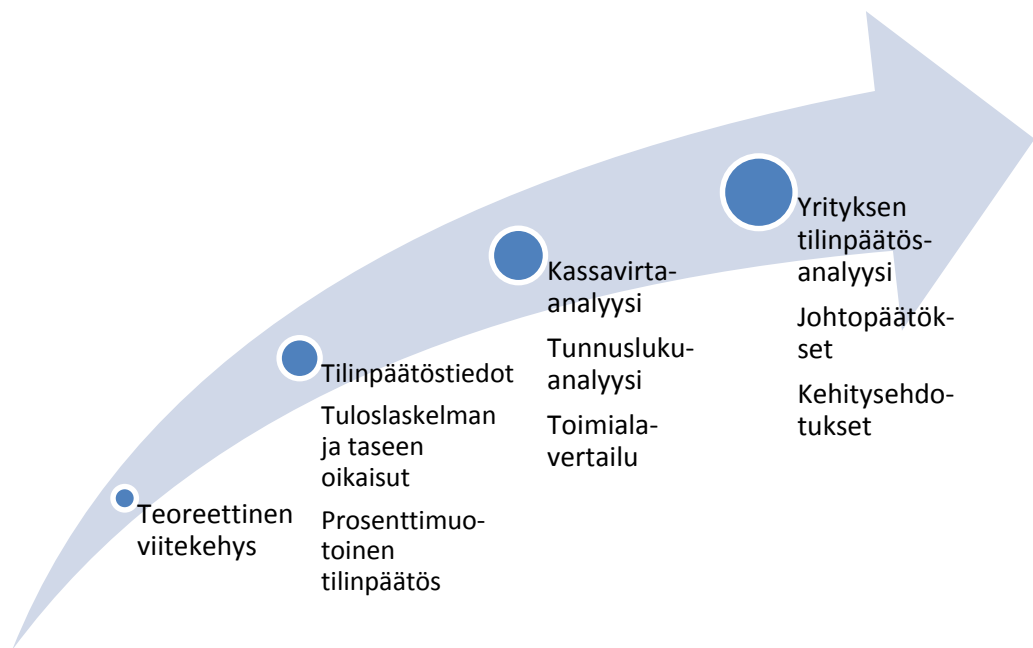 Teoreettinen
viitekehys
Tilinpäätöstiedot
Tuloslaskelman
ja taseen
oikaisut
Prosenttimuo-
toinen
tilinpäätös
Kassavirta-
analyysi
Tunnusluku-
analyysi
Toimiala-
vertailu
Yrityksen
tilinpäätös-
analyysi
Johtopäätök-
set
Kehitysehdo-
tukset